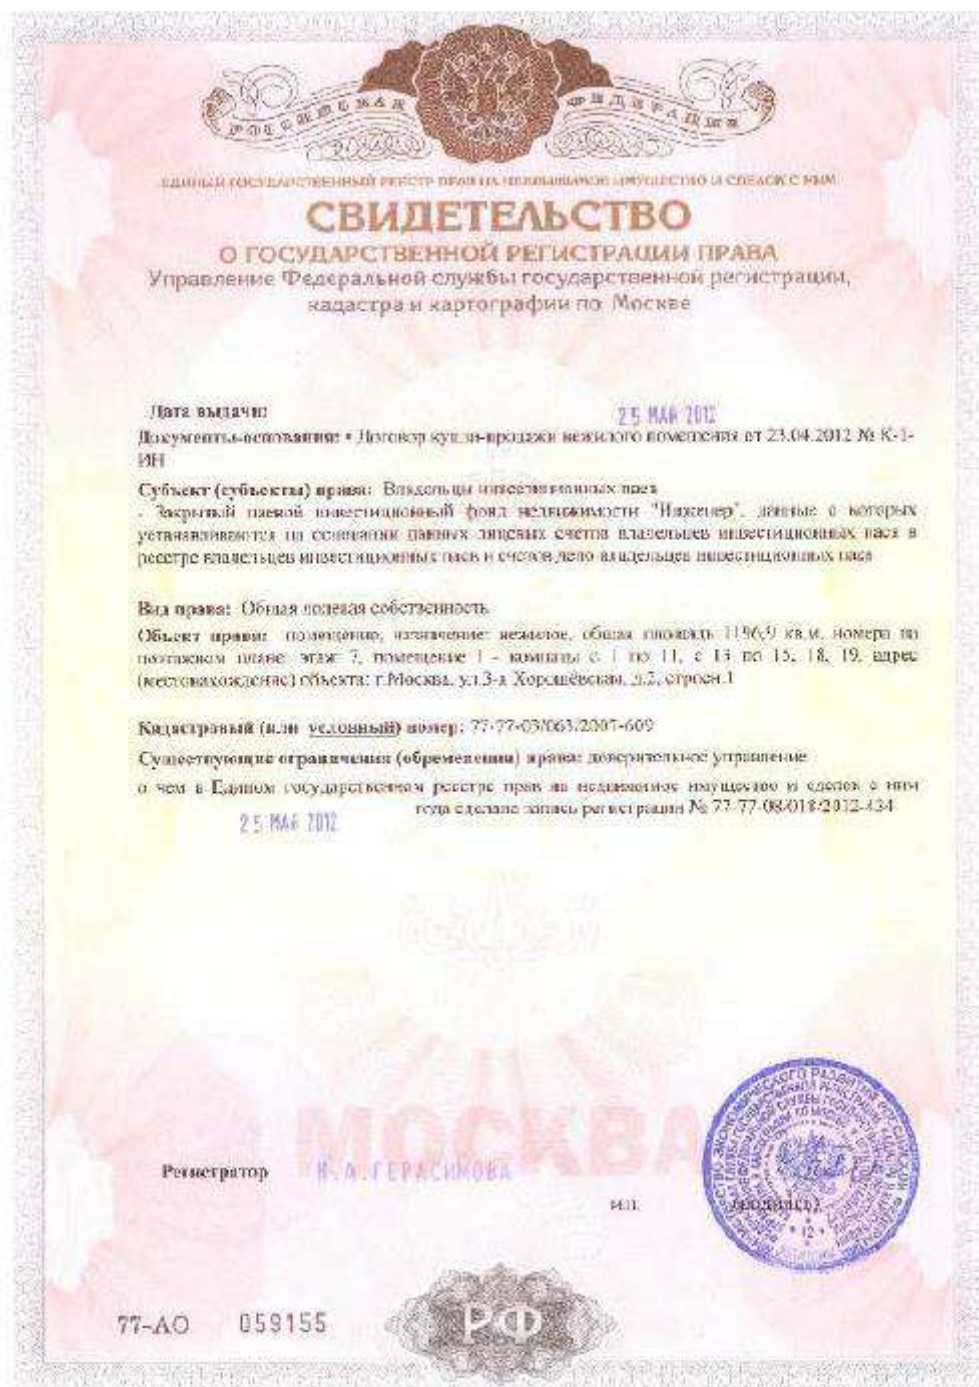 РОССИЙСКАЯ ФЕДЕРАЦИЯ
ЕДИНЫЙ ГОСУДАРСТВЕННЫЙ РЕЕСТР ПРАВ НА НЕДВИЖИМОЕ ИМУЩЕСТВО И СДЕЛОК С НИМ
СВИДЕТЕЛЬСТВО
О ГОСУДАРСТВЕННОЙ РЕГИСТРАЦИИ ПРАВА
Управление Федеральной службы государственной регистрации,
кадастра и картографии по Москве
Дата выдачи: 25 МАЯ 2012
Документы-основания: • Договор купли-продажи нежилого помещения от 23.04.2012 № К-1-
ИН
Субъект (субъекты) права: Владельцы инвестиционных паев
- Закрытый паевой инвестиционный фонд недвижимости "Инженер", данные о которых
устанавливаются на основании данных лицевых счетов владельцев инвестиционных паев в
реестре владельцев инвестиционных паев и счетов депо владельцев инвестиционных паев
Вид права: Общая долевая собственность
Объект права: помещение, назначение: нежилое, общая площадь 1196,9 кв.м, номера на
поэтажном плане: этаж 7, помещение I - комнаты с 1 по 11, с 13 по 15, 18, 19, адрес
(местонахождение) объекта: г.Москва, ул.3-я Хорошёвская, д.2, строен.1
Кадастровый (или условный) номер: 77-77-03/063/2007-609
Существующие ограничения (обременения) права: доверительное управление
о чем в Едином государственном реестре прав на недвижимое имущество и сделок с ним
25 МАЯ 2012 года сделана запись регистрации № 77-77-08/018/2012-434
МОСКВА
Регистратор Н.А.ГЕРАСИМОВА
м.п. (подпись)
77-АО 059155
РФ